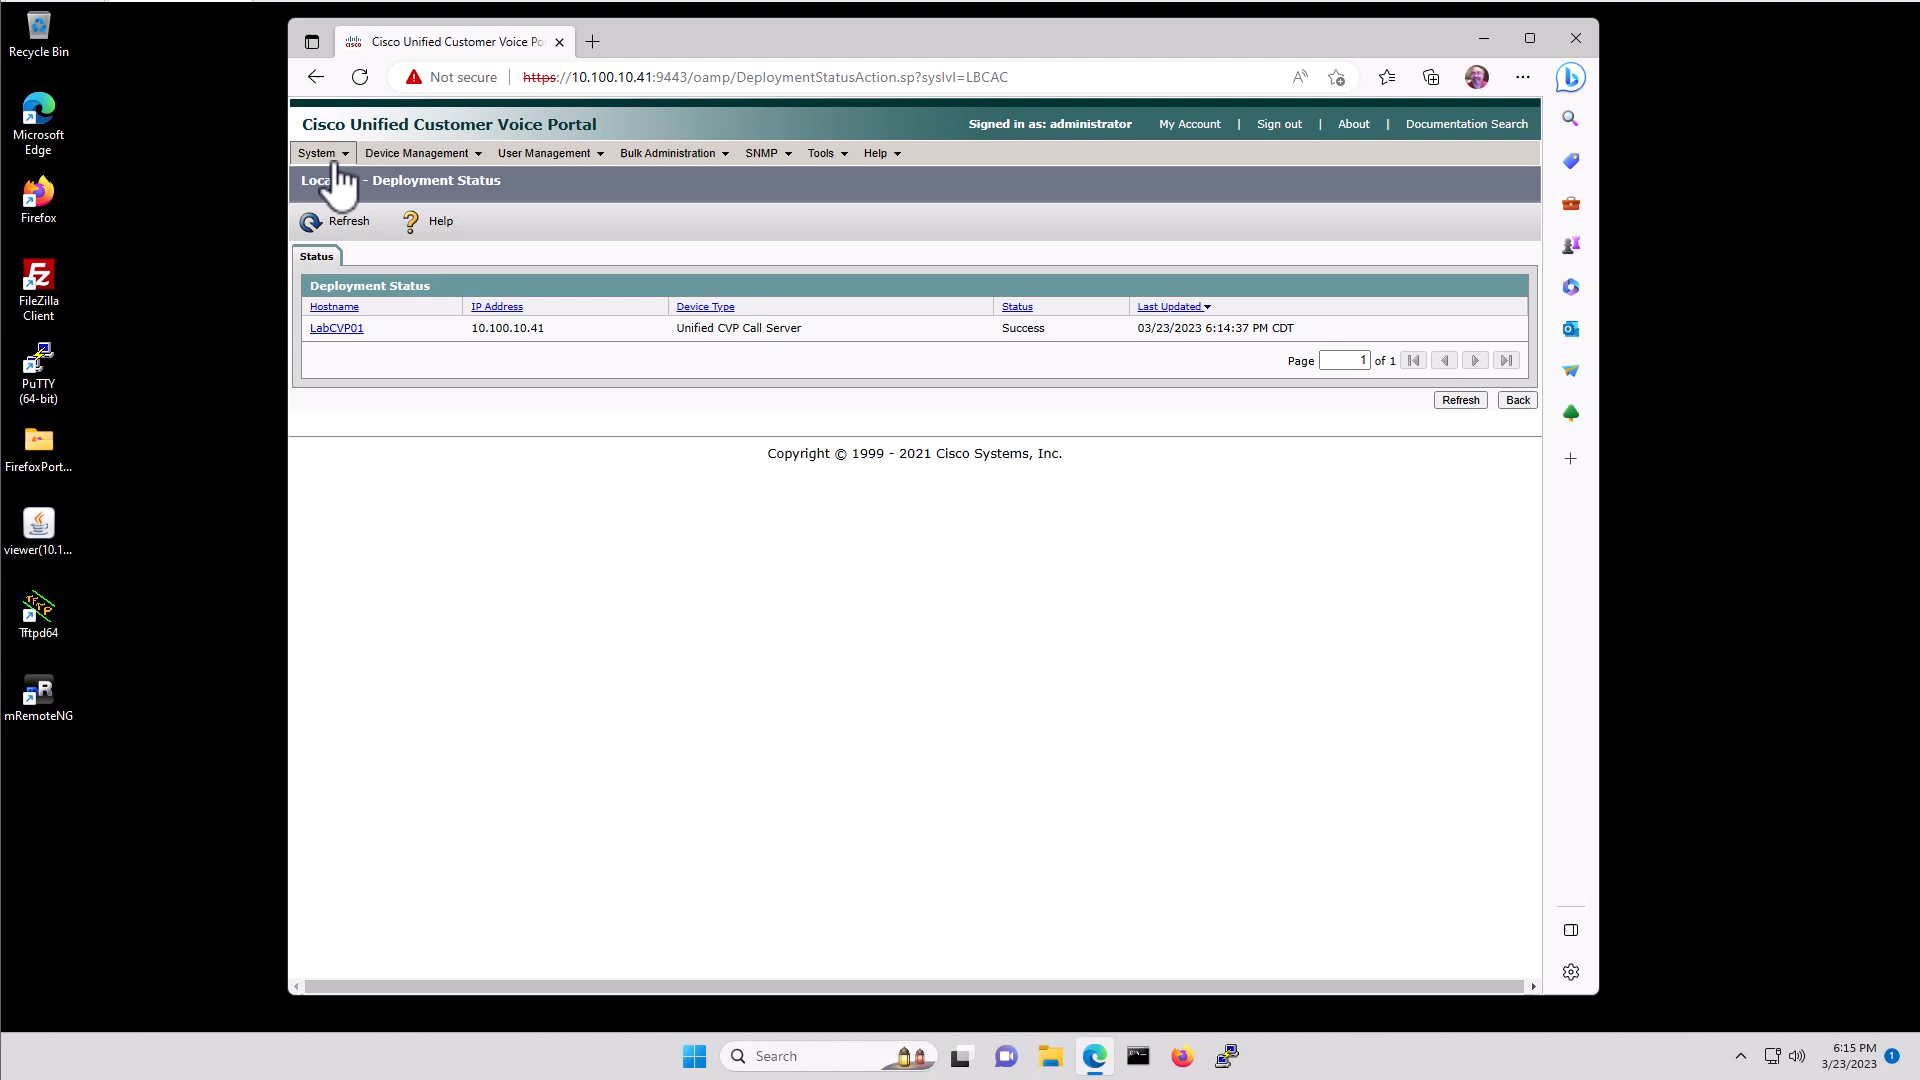 Recycle Bin
Microsoft
Edge
Firefox
FileZilla
Client
PuTTY
(64-bit)
FirefoxPort...
viewer(10.1...
Tftpd64
mRemoteNG
Cisco Unified Customer Voice Po
Not secure https://10.100.10.41:9443/oamp/DeploymentStatusAction.sp?syslvl=LBCAC
Cisco Unified Customer Voice Portal
Signed in as: administrator My Account | Sign out | About | Documentation Search
System Device Management User Management Bulk Administration SNMP Tools Help
- Deployment Status
Refresh Help
Status
Deployment Status
Hostname IP Address Device Type Status Last Updated
LabCVP01 10.100.10.41 Unified CVP Call Server Success 03/23/2023 6:14:37 PM CDT
Page 1 of 1
Refresh Back
Copyright © 1999 - 2021 Cisco Systems, Inc.
Search
6:15 PM
3/23/2023
1